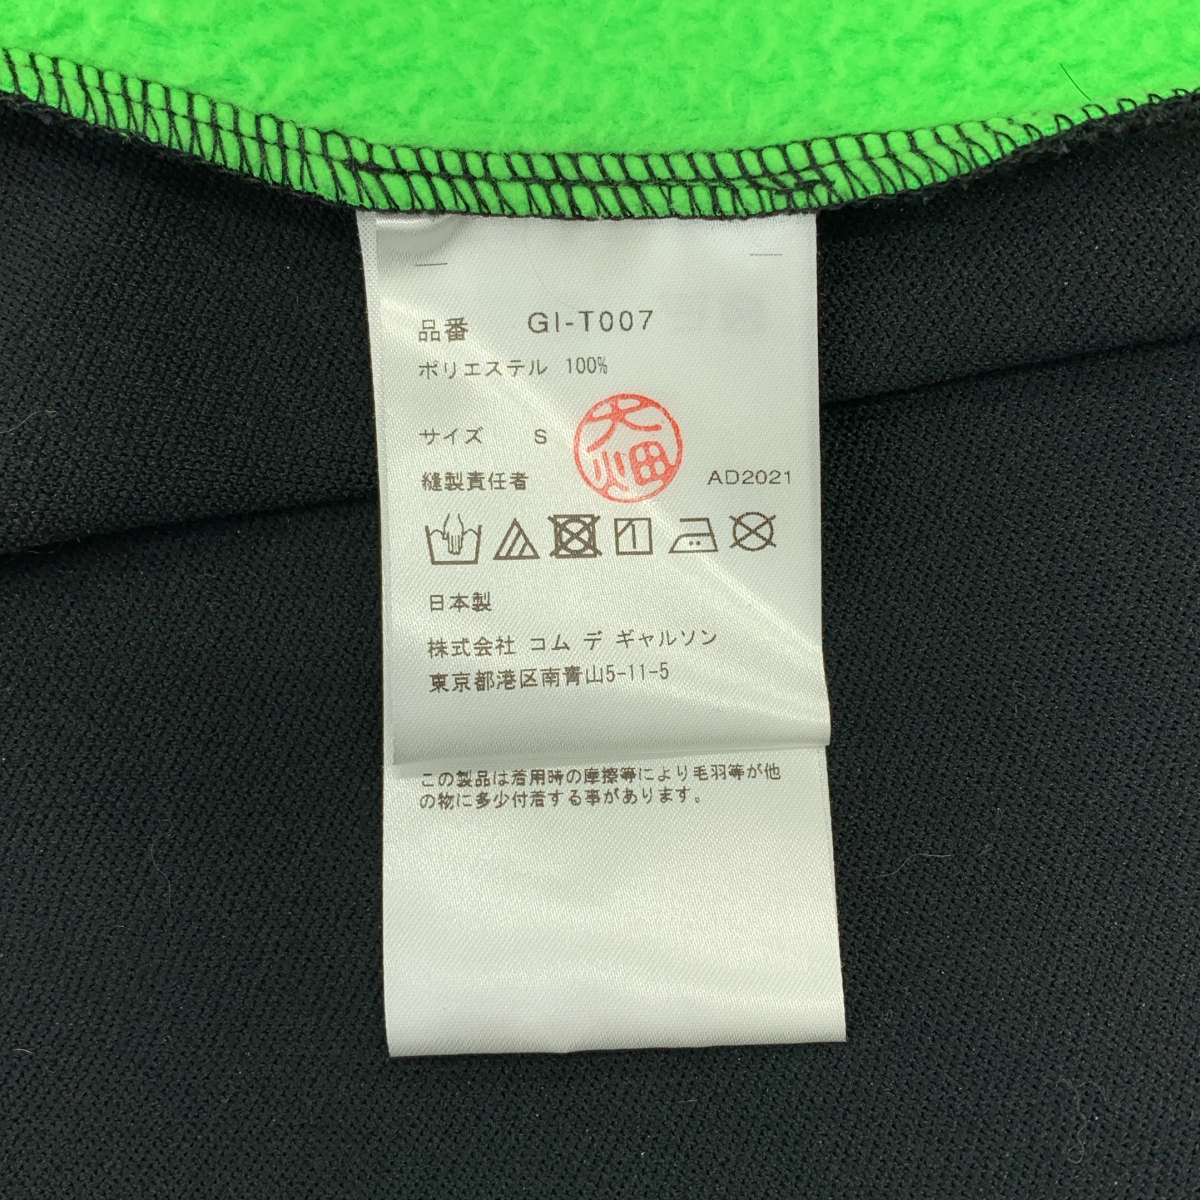 品番 GI-T007
ポリエステル 100%
サイズ S
大畑
縫製責任者 AD2021
日本製
株式会社 コム デ ギャルソン
東京都港区南青山5-11-5
この製品は着用時の摩擦等により毛羽等が他
の物に多少付着する事があります。